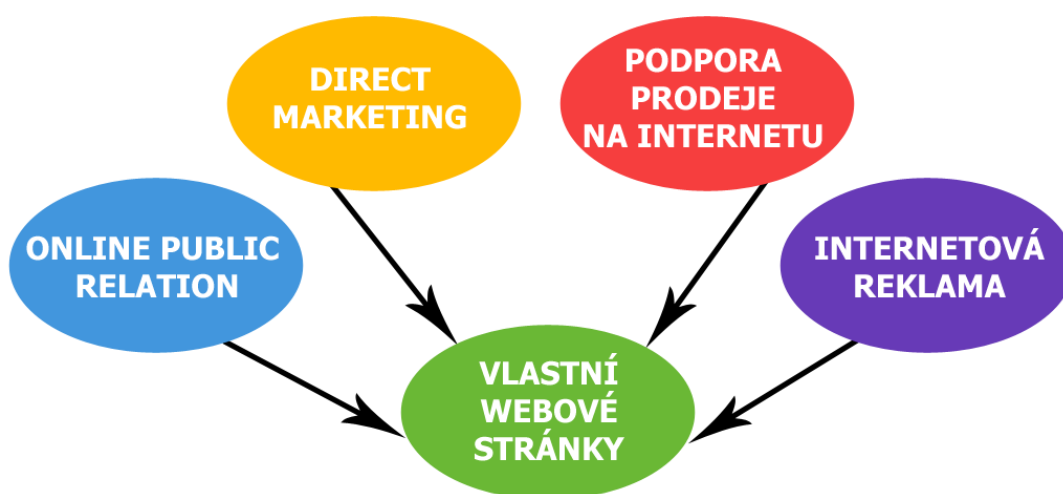 DIRECT
MARKETING
PODPORA
PRODEJE
NA INTERNETU
ONLINE PUBLIC
RELATION
INTERNETOVÁ
REKLAMA
VLASTNÍ
WEBOVÉ
STRÁNKY